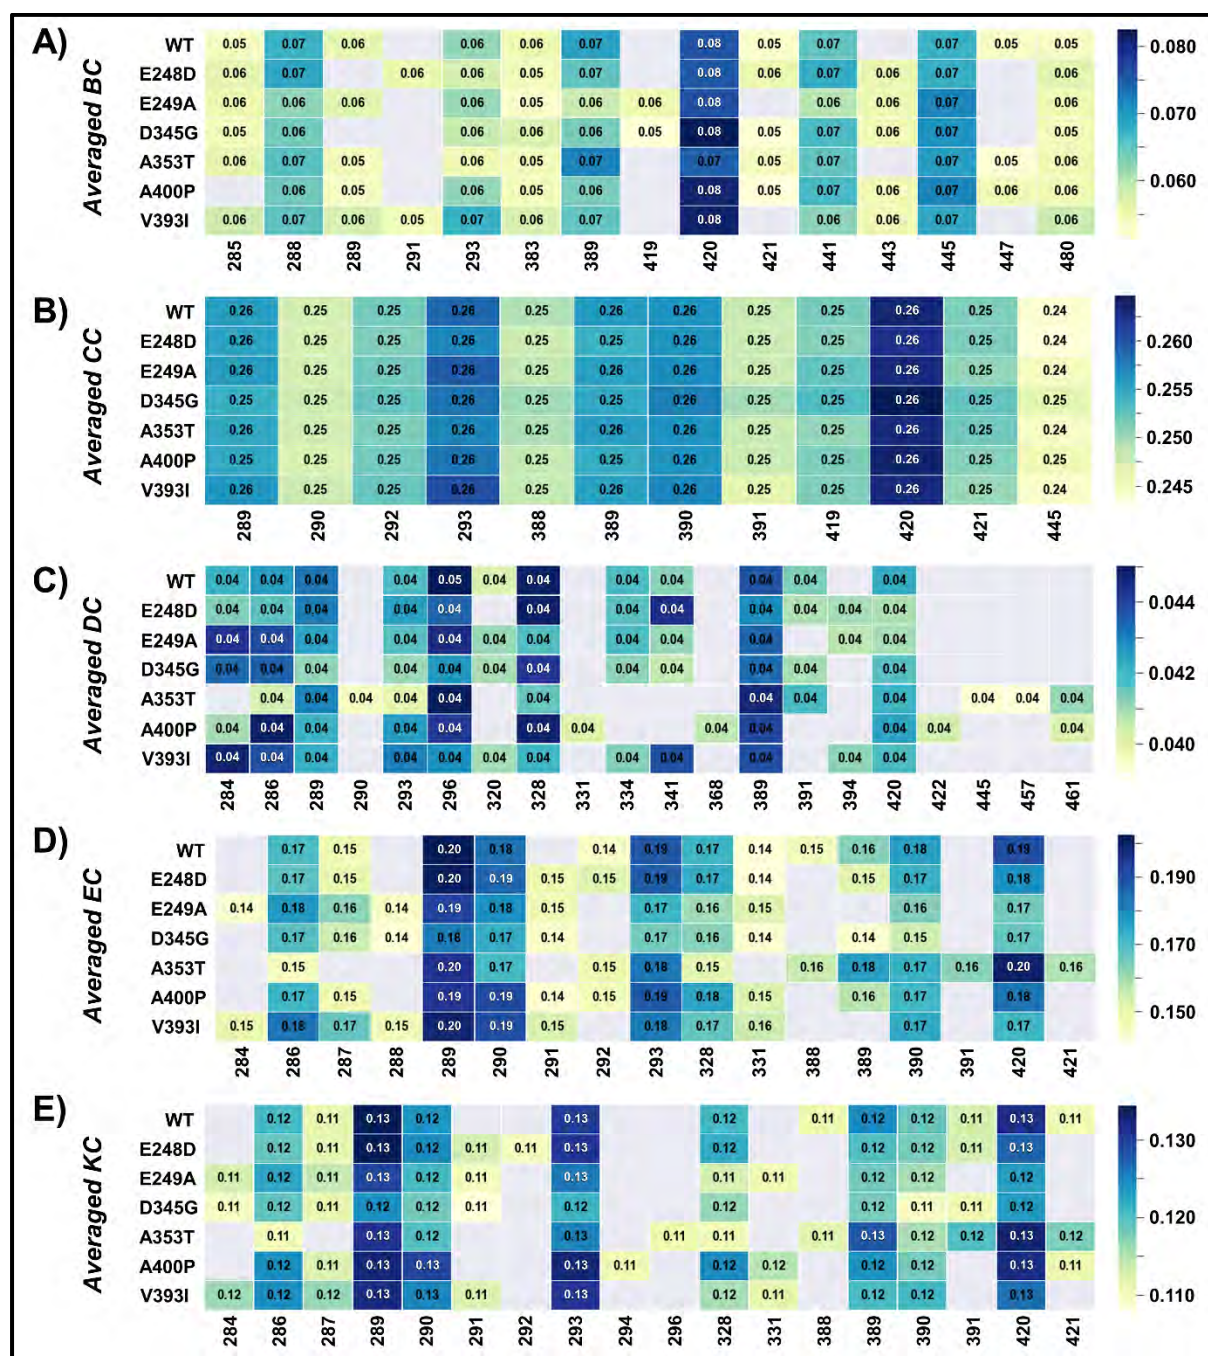 A)
Averaged BC
WT 0.05 0.07 0.06 0.06 0.06 0.07 0.08 0.05 0.07 0.07 0.05 0.05
E248D 0.06 0.07 0.06 0.06 0.05 0.07 0.08 0.06 0.07 0.06 0.07 0.06
E249A 0.06 0.06 0.06 0.06 0.05 0.06 0.06 0.08 0.06 0.06 0.07 0.06
D345G 0.05 0.06 0.06 0.06 0.06 0.05 0.08 0.05 0.07 0.06 0.07 0.05
A353T 0.06 0.07 0.05 0.06 0.05 0.07 0.07 0.05 0.07 0.07 0.05 0.06
A400P 0.06 0.05 0.06 0.05 0.06 0.08 0.05 0.07 0.06 0.07 0.06 0.06
V393I 0.06 0.07 0.06 0.05 0.07 0.06 0.07 0.08 0.06 0.06 0.07 0.06
285 288 289 291 293 383 389 419 420 421 441 443 445 447 480
0.080
0.070
0.060
B)
Averaged CC
WT 0.26 0.25 0.25 0.26 0.25 0.26 0.26 0.25 0.25 0.26 0.25 0.24
E248D 0.26 0.25 0.25 0.26 0.25 0.25 0.26 0.25 0.25 0.26 0.25 0.24
E249A 0.26 0.25 0.25 0.26 0.25 0.25 0.26 0.25 0.25 0.26 0.25 0.24
D345G 0.25 0.25 0.25 0.26 0.25 0.25 0.26 0.25 0.25 0.26 0.25 0.25
A353T 0.26 0.25 0.25 0.26 0.25 0.26 0.26 0.25 0.25 0.26 0.25 0.24
A400P 0.25 0.25 0.25 0.26 0.25 0.25 0.26 0.25 0.25 0.26 0.25 0.25
V393I 0.26 0.25 0.25 0.26 0.25 0.26 0.26 0.25 0.25 0.26 0.25 0.24
289 290 292 293 388 389 390 391 419 420 421 445
0.260
0.255
0.250
0.245
C)
Averaged DC
WT 0.04 0.04 0.04 0.04 0.05 0.04 0.04 0.04 0.04 0.04 0.04 0.04
E248D 0.04 0.04 0.04 0.04 0.04 0.04 0.04 0.04 0.04 0.04 0.04 0.04
E249A 0.04 0.04 0.04 0.04 0.04 0.04 0.04 0.04 0.04 0.04 0.04 0.04
D345G 0.04 0.04 0.04 0.04 0.04 0.04 0.04 0.04 0.04 0.04 0.04 0.04
A353T 0.04 0.04 0.04 0.04 0.04 0.04 0.04 0.04 0.04 0.04 0.04 0.04
A400P 0.04 0.04 0.04 0.04 0.04 0.04 0.04 0.04 0.04 0.04 0.04 0.04
V393I 0.04 0.04 0.04 0.04 0.04 0.04 0.04 0.04 0.04 0.04 0.04 0.04
284 286 289 290 293 296 320 328 331 334 341 368 389 391 394 420 422 445 457 461
0.044
0.042
0.040
D)
Averaged EC
WT 0.17 0.15 0.20 0.18 0.14 0.19 0.17 0.14 0.15 0.16 0.18 0.19
E248D 0.17 0.15 0.20 0.19 0.15 0.15 0.19 0.17 0.14 0.15 0.17 0.18
E249A 0.14 0.18 0.16 0.14 0.19 0.18 0.15 0.17 0.16 0.15 0.16 0.17
D345G 0.17 0.16 0.14 0.18 0.17 0.14 0.17 0.16 0.14 0.14 0.15 0.17
A353T 0.15 0.20 0.17 0.15 0.18 0.15 0.16 0.18 0.17 0.16 0.20 0.16
A400P 0.17 0.15 0.19 0.19 0.14 0.15 0.19 0.18 0.15 0.16 0.17 0.18
V393I 0.15 0.18 0.17 0.15 0.20 0.19 0.15 0.18 0.17 0.16 0.17 0.17
284 286 287 288 289 290 291 292 293 328 331 388 389 390 391 420 421
0.190
0.170
0.150
E)
Averaged KC
WT 0.12 0.11 0.13 0.12 0.13 0.12 0.11 0.12 0.12 0.11 0.13 0.11
E248D 0.12 0.11 0.13 0.12 0.11 0.11 0.13 0.12 0.12 0.12 0.11 0.13
E249A 0.11 0.12 0.11 0.13 0.12 0.11 0.13 0.11 0.11 0.12 0.12 0.12
D345G 0.11 0.12 0.12 0.12 0.12 0.11 0.12 0.12 0.12 0.11 0.11 0.12
A353T 0.11 0.13 0.12 0.13 0.11 0.11 0.11 0.13 0.12 0.12 0.13 0.12
A400P 0.12 0.11 0.13 0.13 0.13 0.11 0.12 0.12 0.12 0.12 0.13 0.11
V393I 0.12 0.12 0.12 0.13 0.13 0.11 0.13 0.12 0.11 0.12 0.12 0.13
284 286 287 289 290 291 292 293 294 296 328 331 388 389 390 391 420 421
0.130
0.120
0.110